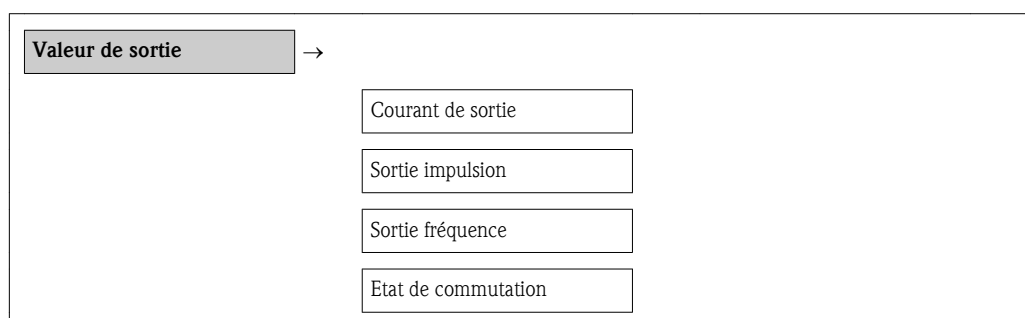 Valeur de sortie →
Courant de sortie
Sortie impulsion
Sortie fréquence
Etat de commutation